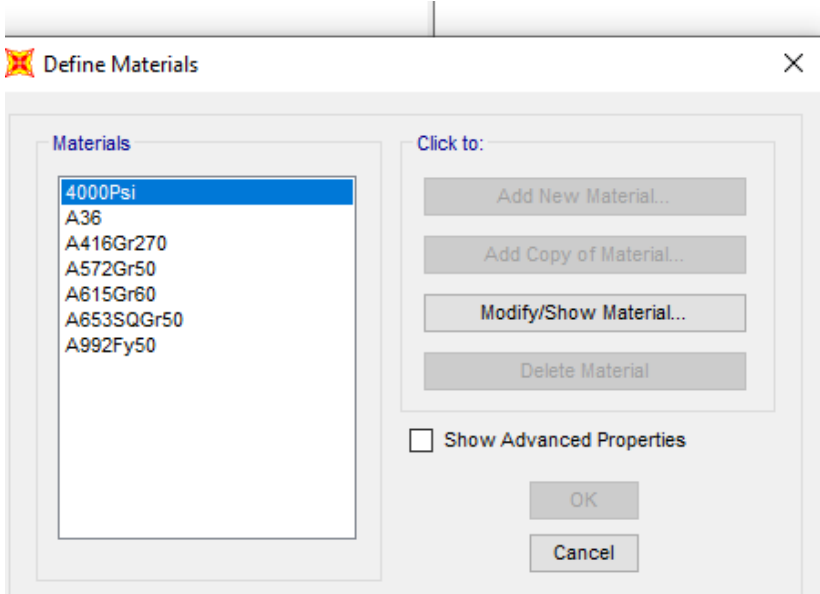 Define Materials
Materials
4000Psi
A36
A416Gr270
A572Gr50
A615Gr60
A653SQGr50
A992Fy50
Click to:
Add New Material...
Add Copy of Material...
Modify/Show Material...
Delete Material
Show Advanced Properties
OK
Cancel